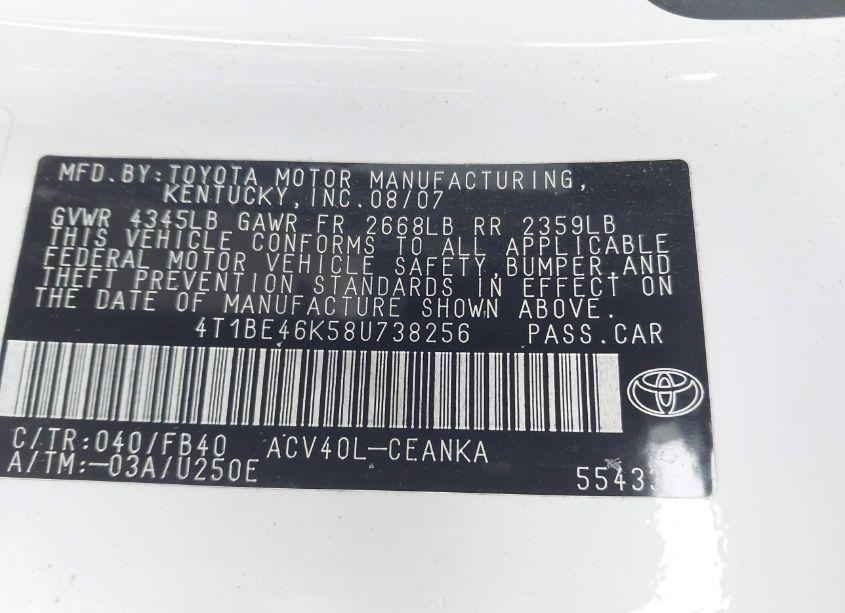 MFD.BY:TOYOTA MOTOR MANUFACTURING,
KENTUCKY,INC.08/07
GVWR 4345LB GAWR FR 2668LB RR 2359LB
THIS VEHICLE CONFORMS TO ALL APPLICABLE
FEDERAL MOTOR VEHICLE SAFETY,BUMPER,AND
THEFT PREVENTION STANDARDS IN EFFECT ON
THE DATE OF MANUFACTURE SHOWN ABOVE.
4T1BE46K58U738256 PASS.CAR
C/TR:040/FB40 ACV40L-CEANKA
A/TM:-03A/U250E